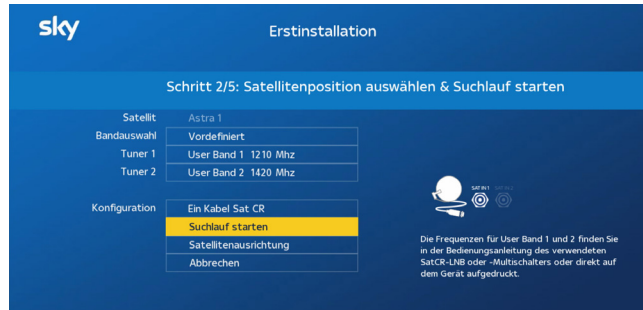 sky
Erstinstallation
Schritt 2/5: Satellitenposition auswählen & Suchlauf starten
Satellit Astra 1
Bandauswahl Vordefiniert
Tuner 1 User Band 1 1210 Mhz
Tuner 2 User Band 2 1420 Mhz
Konfiguration Ein Kabel Sat CR
Suchlauf starten
Satellitenausrichtung
Abbrechen
SAT IN 1 SAT IN 2
Die Frequenzen für User Band 1 und 2 finden Sie
in der Bedienungsanleitung des verwendeten
SatCR-LNB oder -Multischalters oder direkt auf
dem Gerät aufgedruckt.